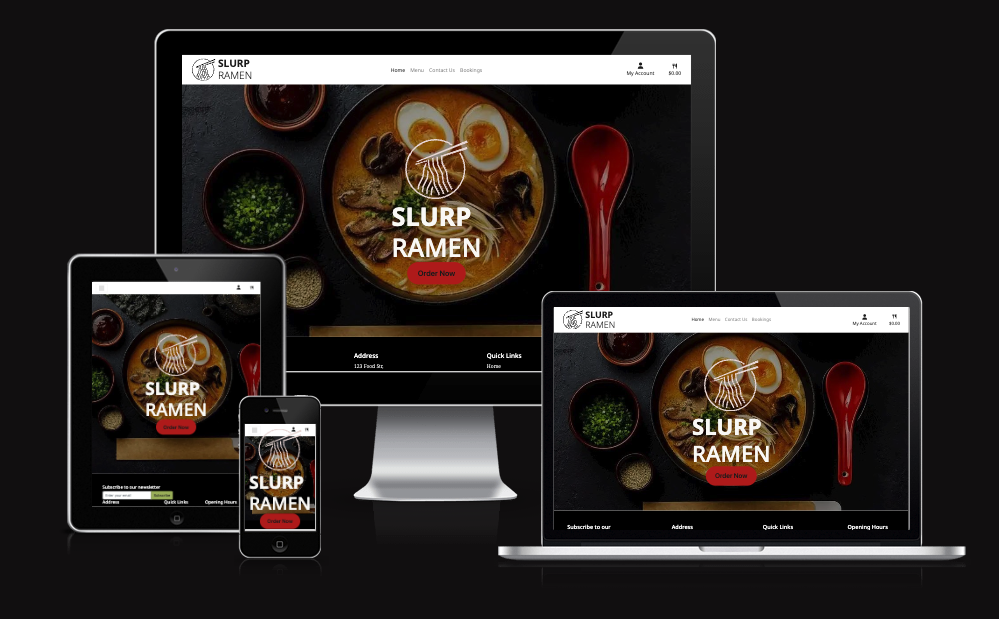 SLURP
RAMEN
Home Menu Contact Us Bookings
My Account
$0.00
SLURP
RAMEN
Order Now
Address
123 Food Str,
Quick Links
Home
SLURP
RAMEN
Order Now
Subscribe to our newsletter
Enter your email
Subscribe
Address
Quick Links
Opening Hours
SLURP
RAMEN
Order Now
SLURP
RAMEN
Home Menu Contact Us Bookings
My Account
$0.00
SLURP
RAMEN
Order Now
Subscribe to our
Address
Quick Links
Opening Hours